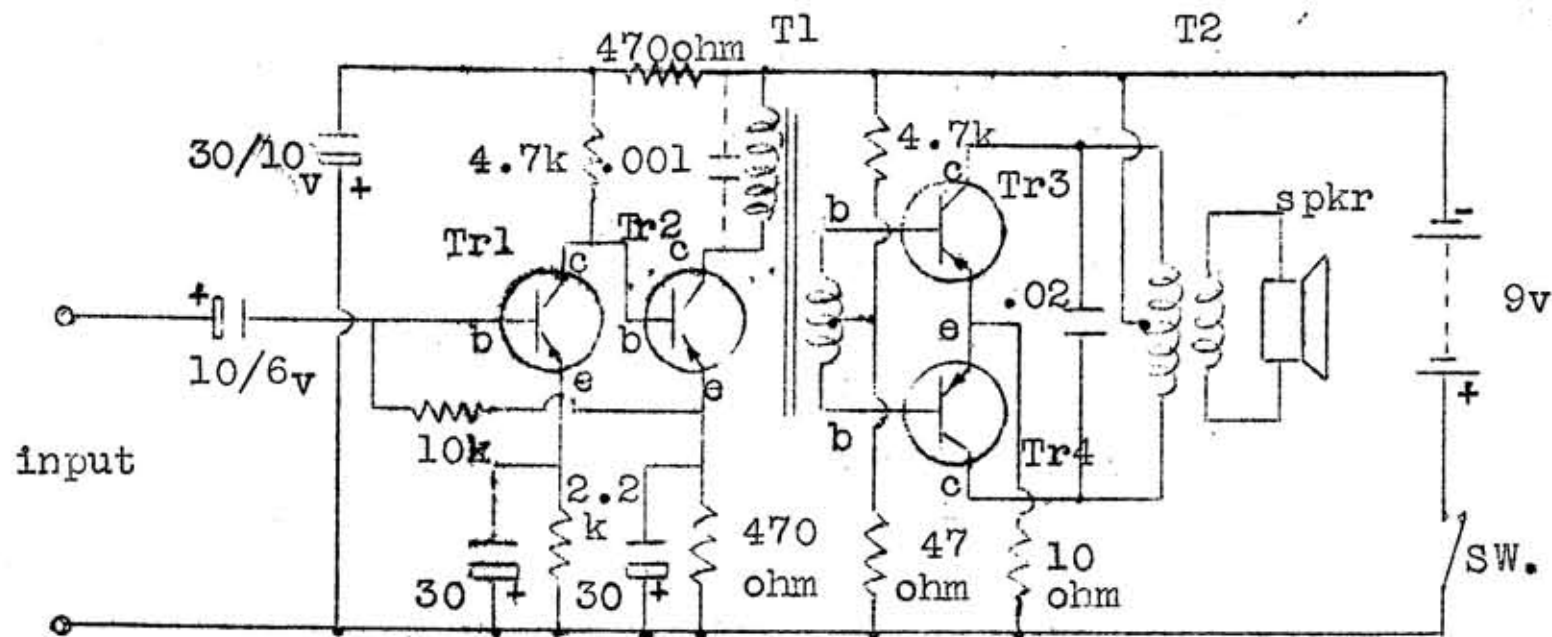 T1
T2
470ohm
30/10
v
+
4.7k
.001
4.7k
c
Tr3
spkr
-
Tr1
c
Tr2
c
b
+
b
b
.02
9v
10/6v
e
e
e
+
10k
b
Tr4
input
2.2
k
c
470
ohm
47
ohm
10
ohm
SW.
30
+
30
+